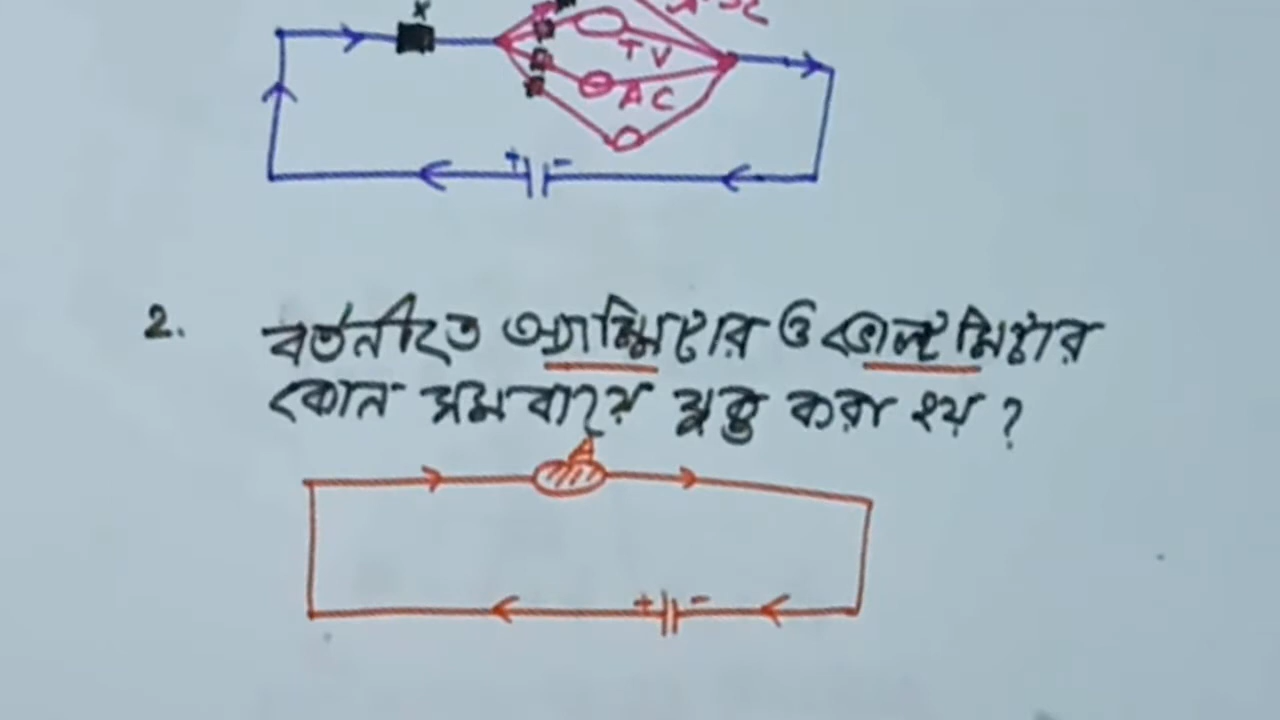 x
TV
AC
+ -
2. বর্তনীতে অ্যামিটার ও ভোল্টমিটার
কোন সমবায়ে যুক্ত করা হয় ?
A
+ -